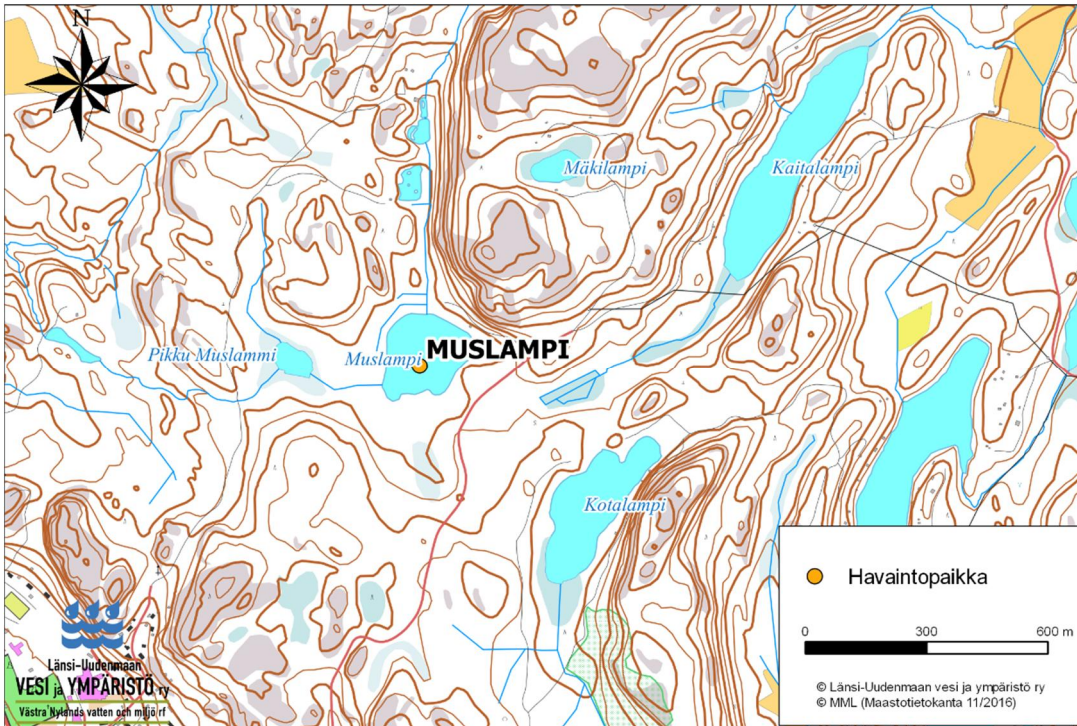 N
Mäkilampi
Kaitalampi
Pikku Muslammi
Muslampi
MUSLAMPI
Kotalampi
Havaintopaikka
0 300 600 m
© Länsi-Uudenmaan vesi ja ympäristö ry
© MML (Maastotietokanta 11/2016)
Länsi-Uudenmaan
VESI ja YMPÄRISTÖ ry
Västra Nylands vatten och miljö rf